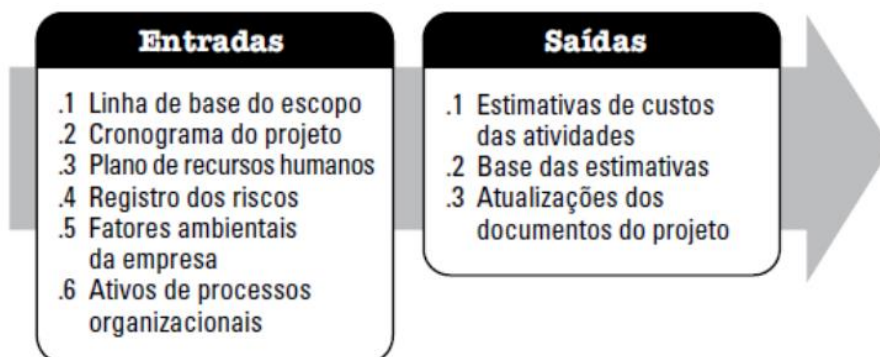 Entradas
.1 Linha de base do escopo
.2 Cronograma do projeto
.3 Plano de recursos humanos
.4 Registro dos riscos
.5 Fatores ambientais
da empresa
.6 Ativos de processos
organizacionais
Saídas
.1 Estimativas de custos
das atividades
.2 Base das estimativas
.3 Atualizações dos
documentos do projeto